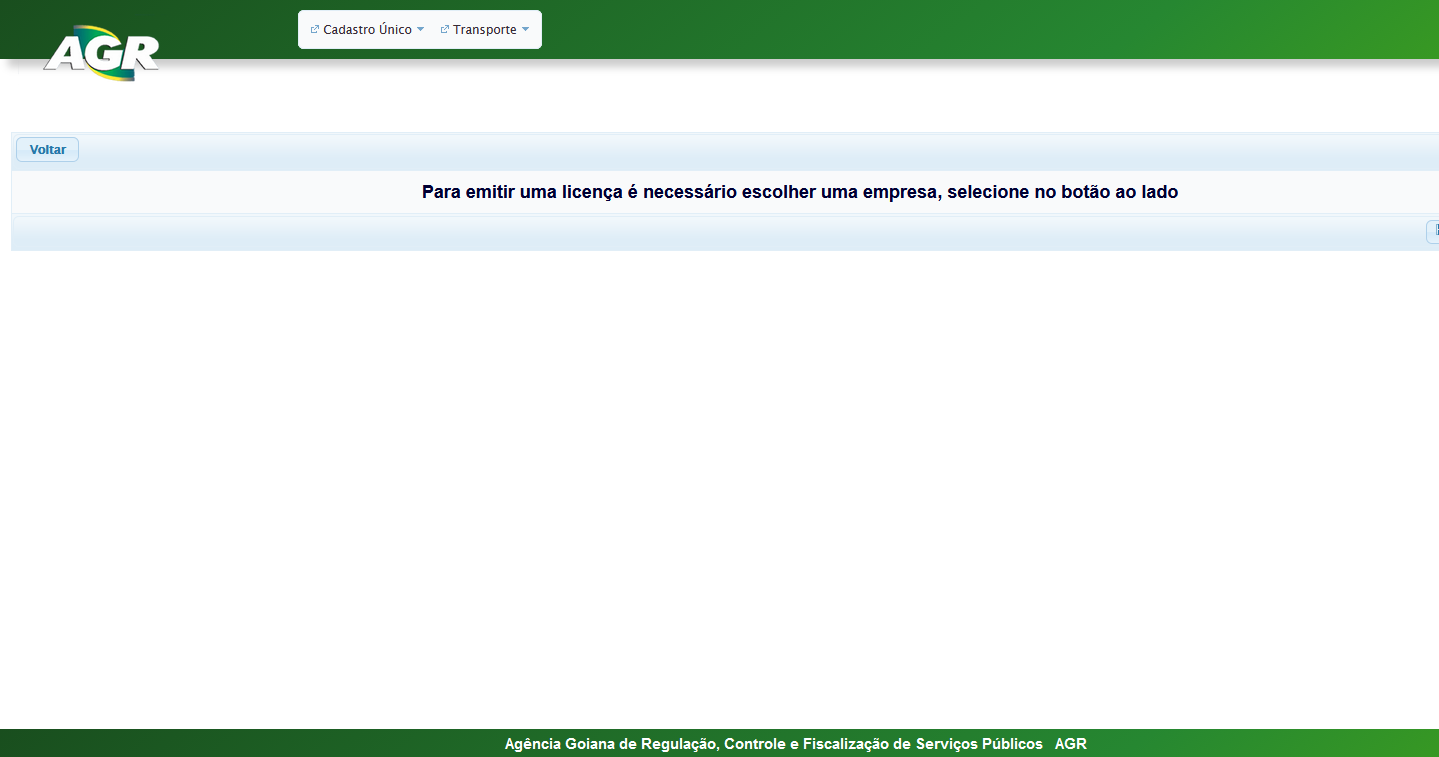 AGR
Cadastro Único
Transporte
Voltar
Para emitir uma licença é necessário escolher uma empresa, selecione no botão ao lado
Agência Goiana de Regulação, Controle e Fiscalização de Serviços Públicos AGR